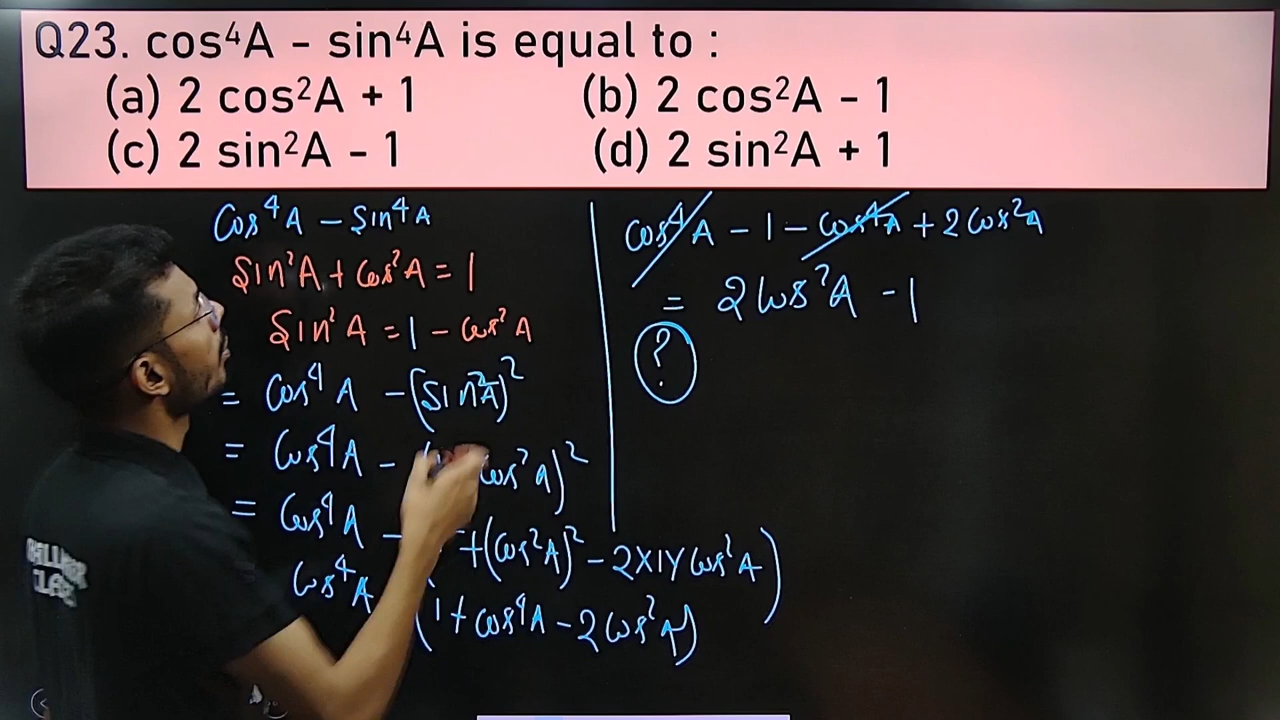 Q23. cos⁴A - sin⁴A is equal to :
(a) 2 cos²A + 1 (b) 2 cos²A - 1
(c) 2 sin²A - 1 (d) 2 sin²A + 1
Cos⁴A - Sin⁴A
Sin²A + Cos²A = 1
Sin²A = 1 - Cos²A
= Cos⁴A - (Sin²A)²
= Cos⁴A - cos²A)²
= Cos⁴A - + (Cos²A)² - 2×1× Cos²A)
Cos⁴A (1 + cos⁴A - 2Cos²A)
cos⁴A - 1 - cos⁴A + 2Cos²A
= 2Cos²A - 1
?